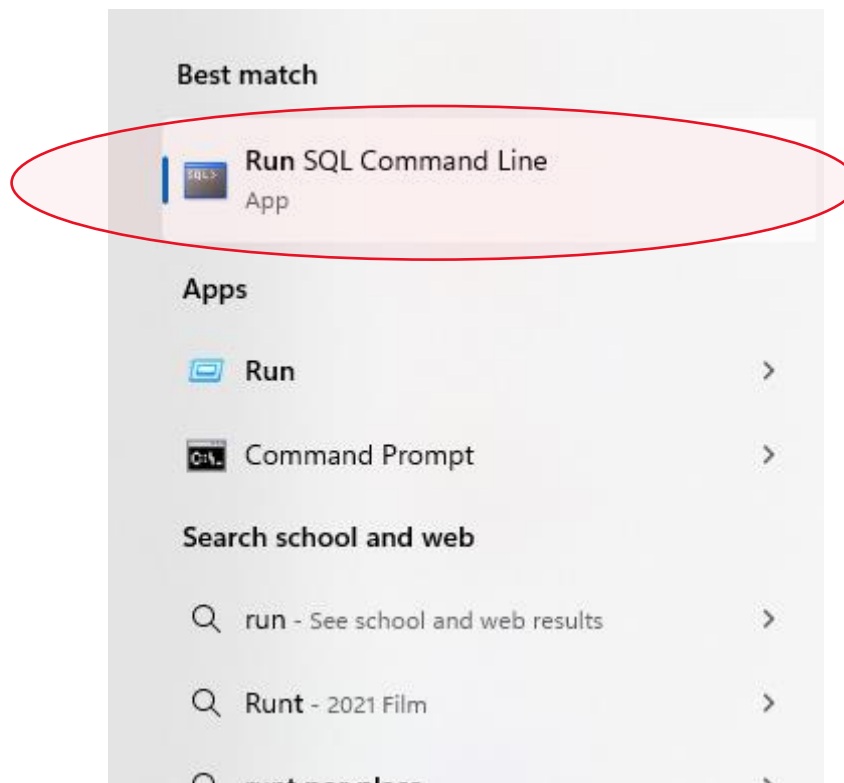 Best match
Run SQL Command Line
App
Apps
Run
Command Prompt
Search school and web
run - See school and web results
Runt - 2021 Film